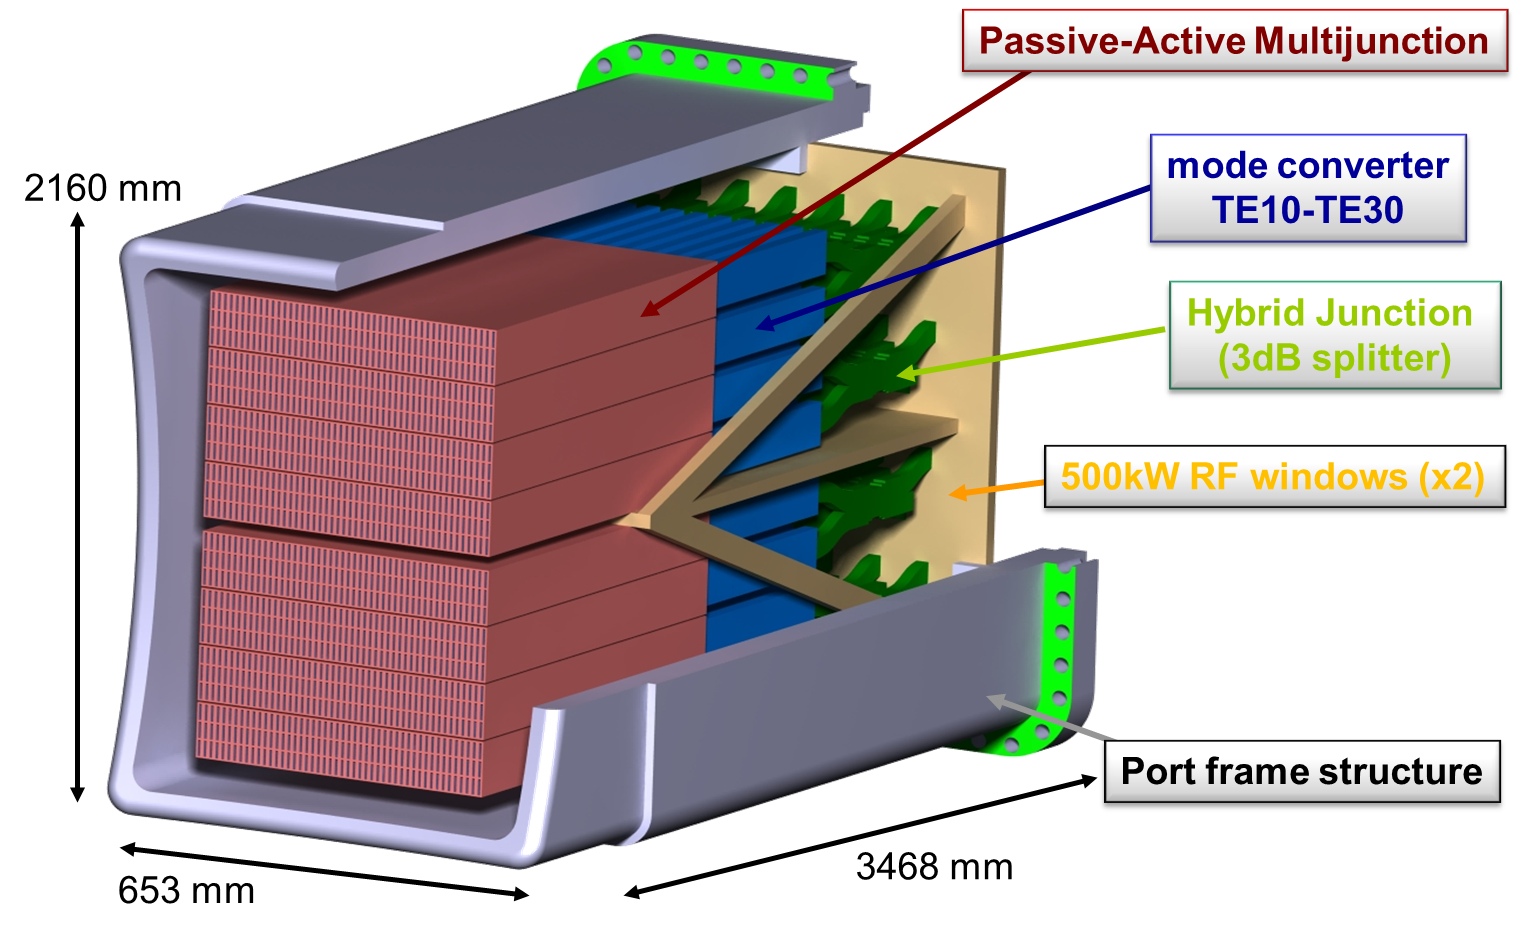 Passive-Active Multijunction
mode converter
TE10-TE30
2160 mm
Hybrid Junction
(3dB splitter)
500kW RF windows (x2)
Port frame structure
3468 mm
653 mm